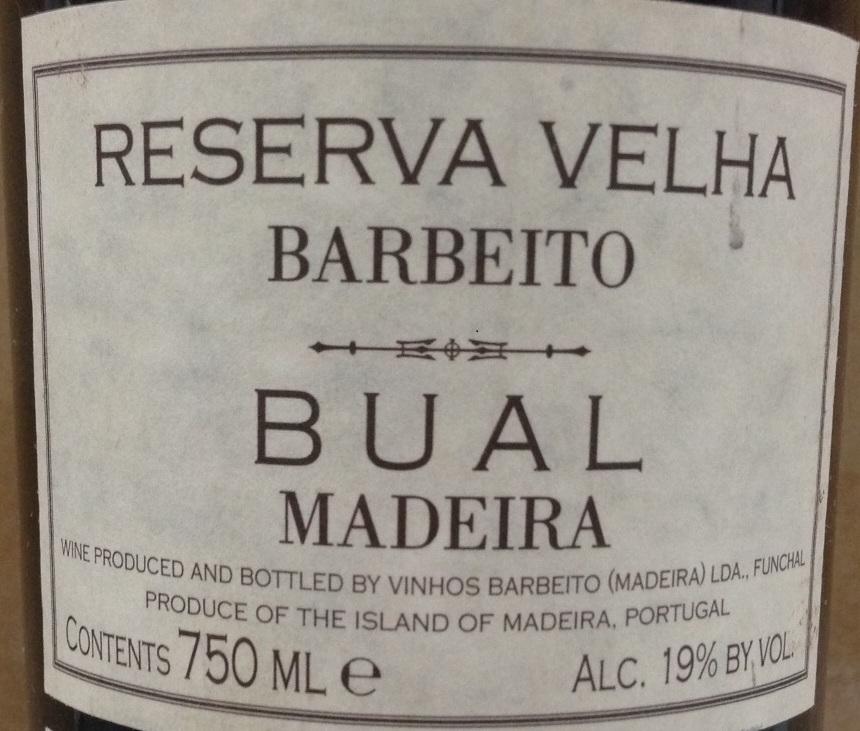 RESERVA VELHA
BARBEITO
BUAL
MADEIRA
WINE PRODUCED AND BOTTLED BY VINHOS BARBEITO (MADEIRA) LDA., FUNCHAL
PRODUCE OF THE ISLAND OF MADEIRA, PORTUGAL
CONTENTS 750 ML ℮ ALC. 19% BY VOL.